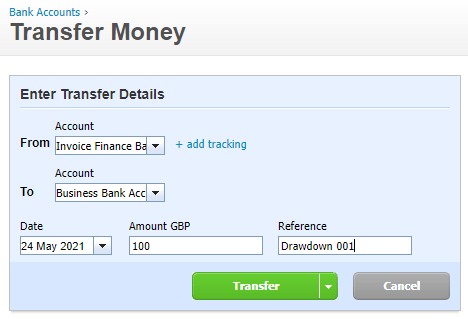 Bank Accounts ›
Transfer Money
Enter Transfer Details
Account
From Invoice Finance Ba + add tracking
Account
To Business Bank Acc
Date Amount GBP Reference
24 May 2021 100 Drawdown 001
Transfer Cancel